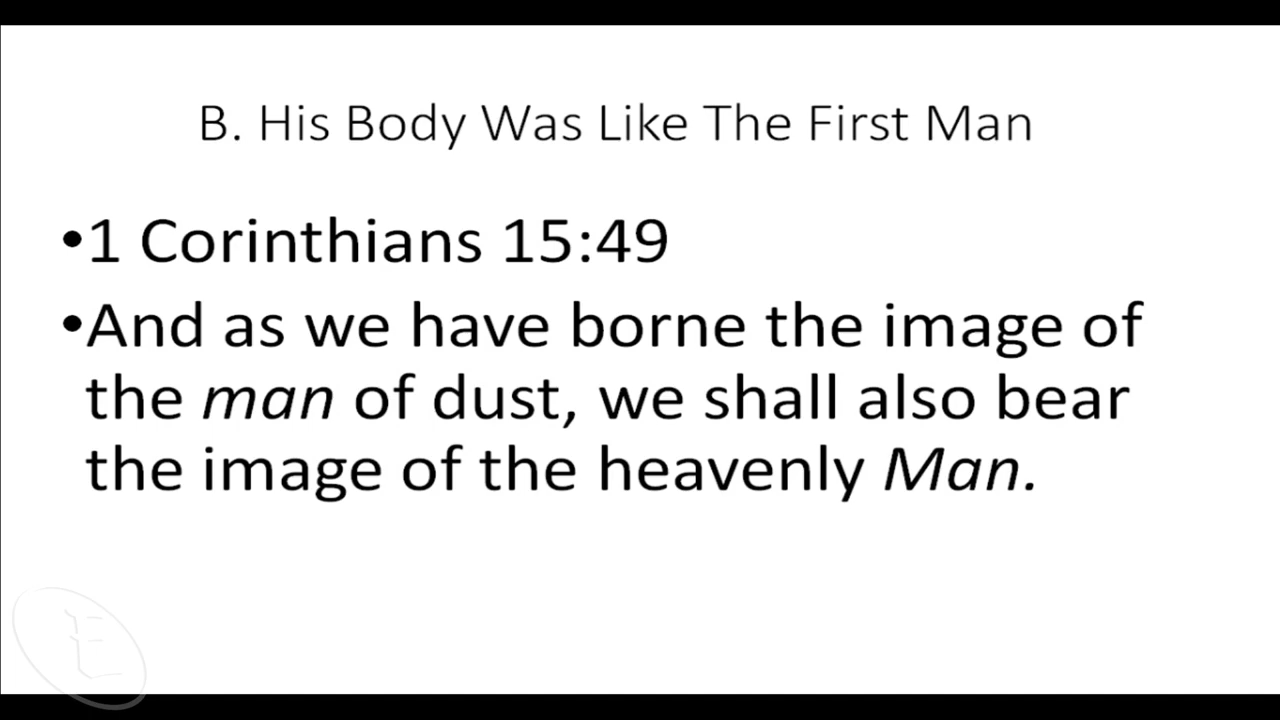 B. His Body Was Like The First Man
•1 Corinthians 15:49
•And as we have borne the image of
the man of dust, we shall also bear
the image of the heavenly Man.